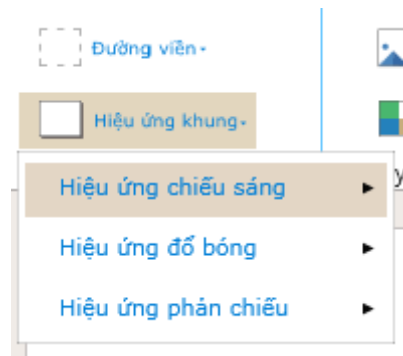 Đường viền
Hiệu ứng khung
Hiệu ứng chiếu sáng
Hiệu ứng đổ bóng
Hiệu ứng phản chiếu